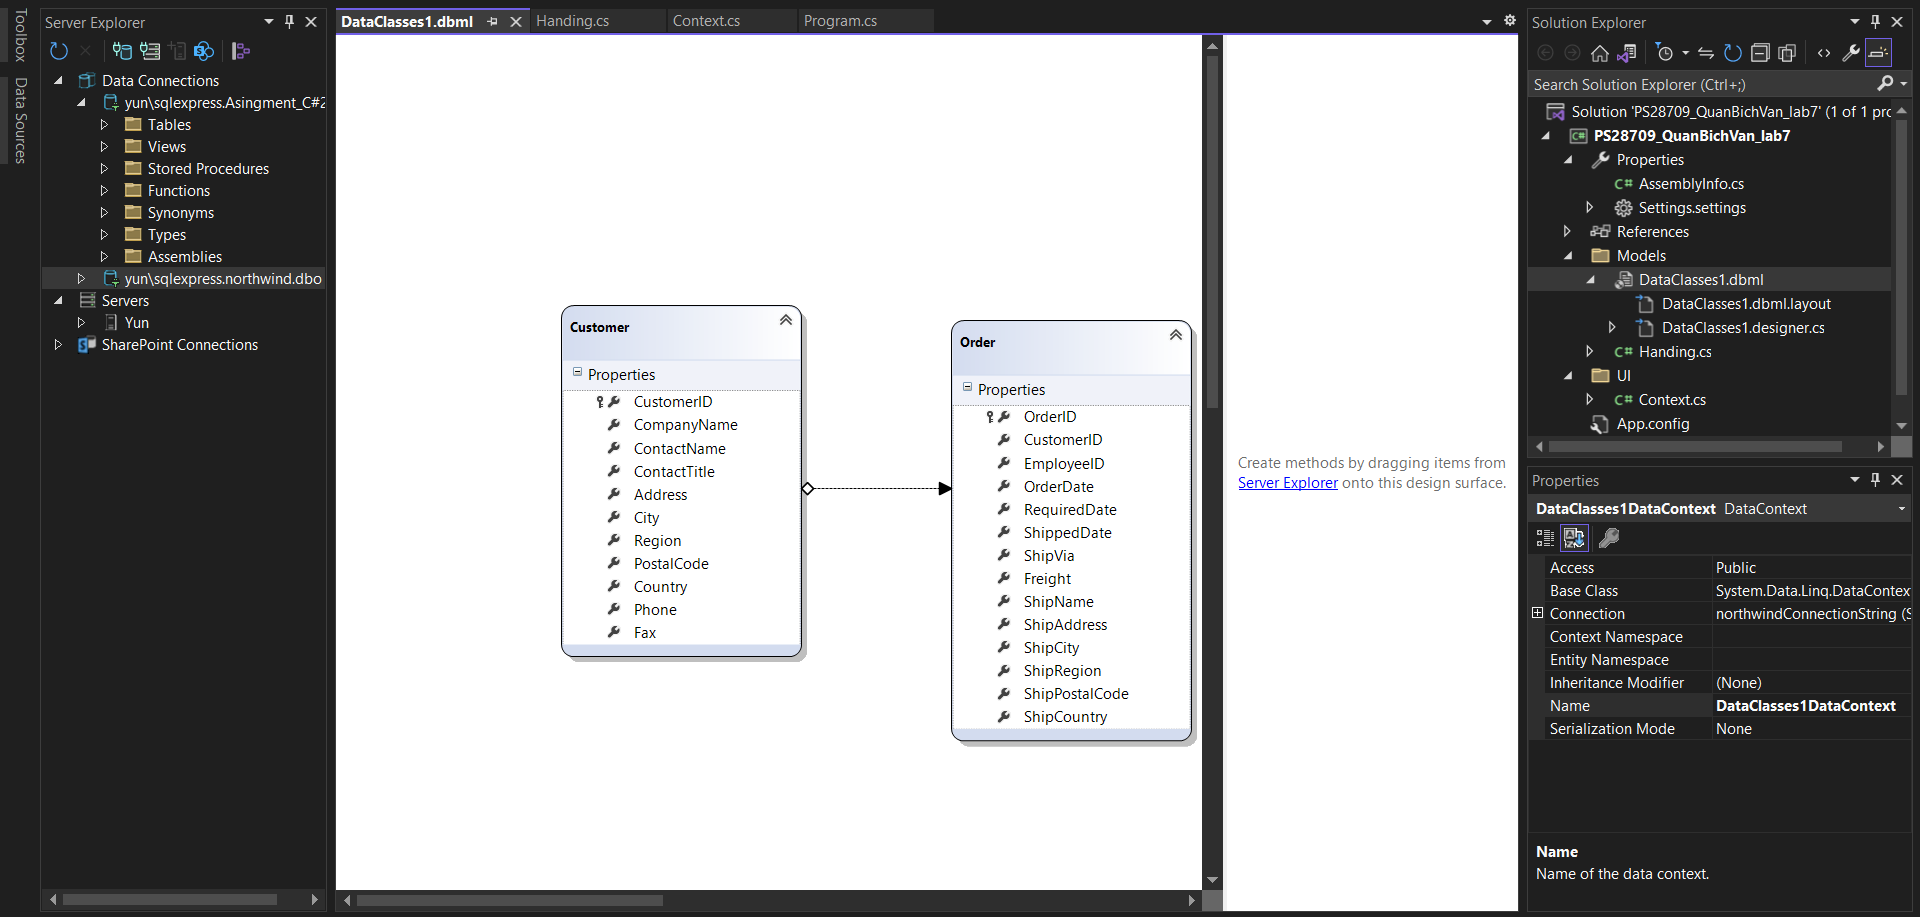 Toolbox
Data Sources
Server Explorer
Data Connections
yun\sqlexpress.Asingment_C#2
Tables
Views
Stored Procedures
Functions
Synonyms
Types
Assemblies
yun\sqlexpress.northwind.dbo
Servers
Yun
SharePoint Connections
DataClasses1.dbml
Handing.cs
Context.cs
Program.cs
Customer
Properties
CustomerID
CompanyName
ContactName
ContactTitle
Address
City
Region
PostalCode
Country
Phone
Fax
Order
Properties
OrderID
CustomerID
EmployeeID
OrderDate
RequiredDate
ShippedDate
ShipVia
Freight
ShipName
ShipAddress
ShipCity
ShipRegion
ShipPostalCode
ShipCountry
Create methods by dragging items from
Server Explorer onto this design surface.
Solution Explorer
Search Solution Explorer (Ctrl+;)
Solution 'PS28709_QuanBichVan_lab7' (1 of 1 prc
C# PS28709_QuanBichVan_lab7
Properties
C# AssemblyInfo.cs
Settings.settings
References
Models
DataClasses1.dbml
DataClasses1.dbml.layout
DataClasses1.designer.cs
C# Handing.cs
UI
C# Context.cs
App.config
Properties
DataClasses1DataContext DataContext
Access Public
Base Class System.Data.Linq.DataContex
Connection northwindConnectionString (S
Context Namespace
Entity Namespace
Inheritance Modifier (None)
Name DataClasses1DataContext
Serialization Mode None
Name
Name of the data context.